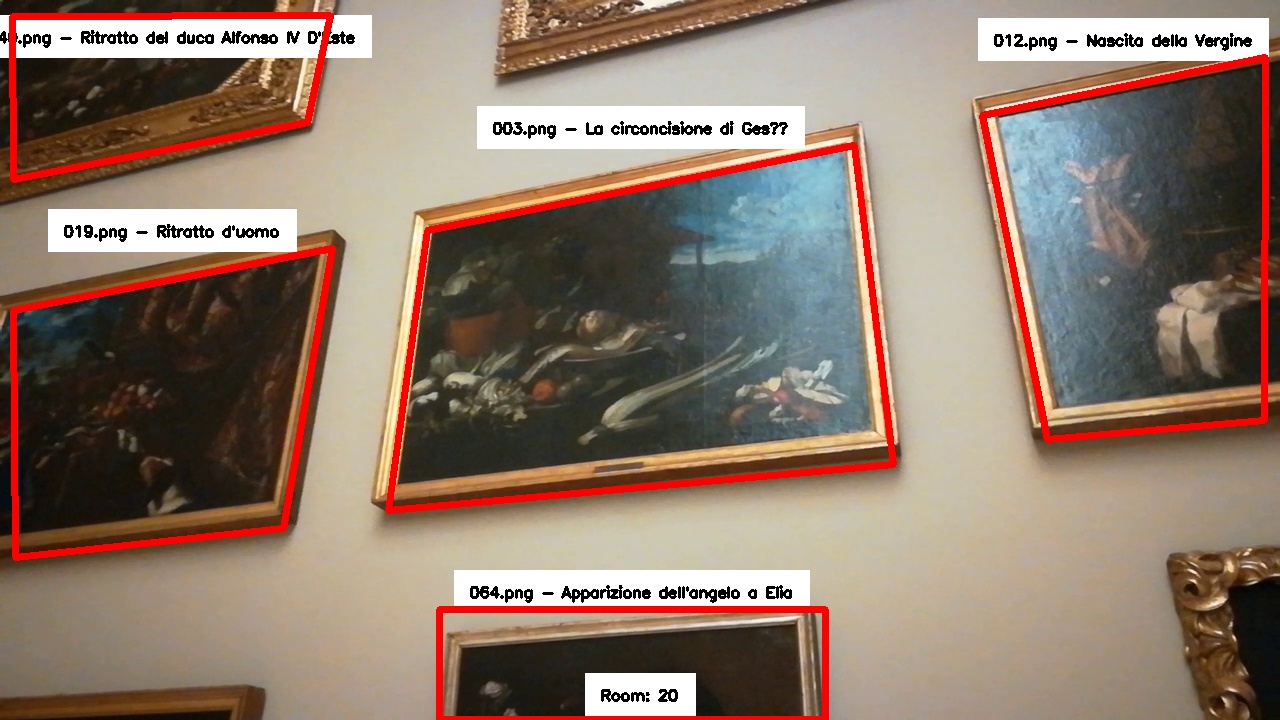 40.png - Ritratto del duca Alfonso IV D'Este
012.png - Nascita della Vergine
003.png - La circoncisione di Ges??
019.png - Ritratto d'uomo
064.png - Apparizione dell'angelo a Elia
Room: 20